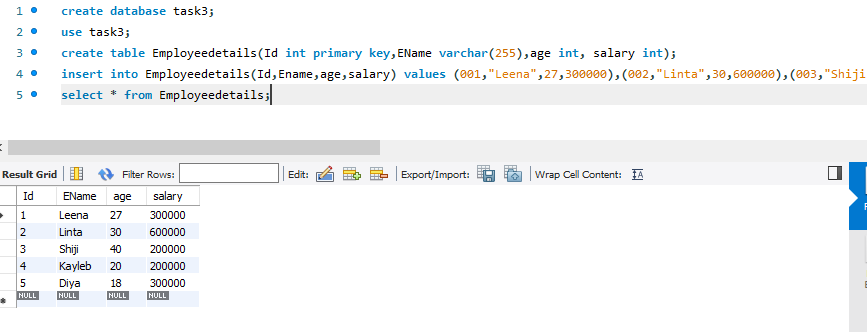 1 create database task3;
2 use task3;
3 create table Employeedetails(Id int primary key,EName varchar(255),age int, salary int);
4 insert into Employeedetails(Id,Ename,age,salary) values (001,"Leena",27,300000),(002,"Linta",30,600000),(003,"Shiji
5 select * from Employeedetails;
Result Grid Filter Rows: Edit: Export/Import: Wrap Cell Content: IA
Id EName age salary
1 Leena 27 300000
2 Linta 30 600000
3 Shiji 40 200000
4 Kayleb 20 200000
5 Diya 18 300000
NULL NULL NULL NULL